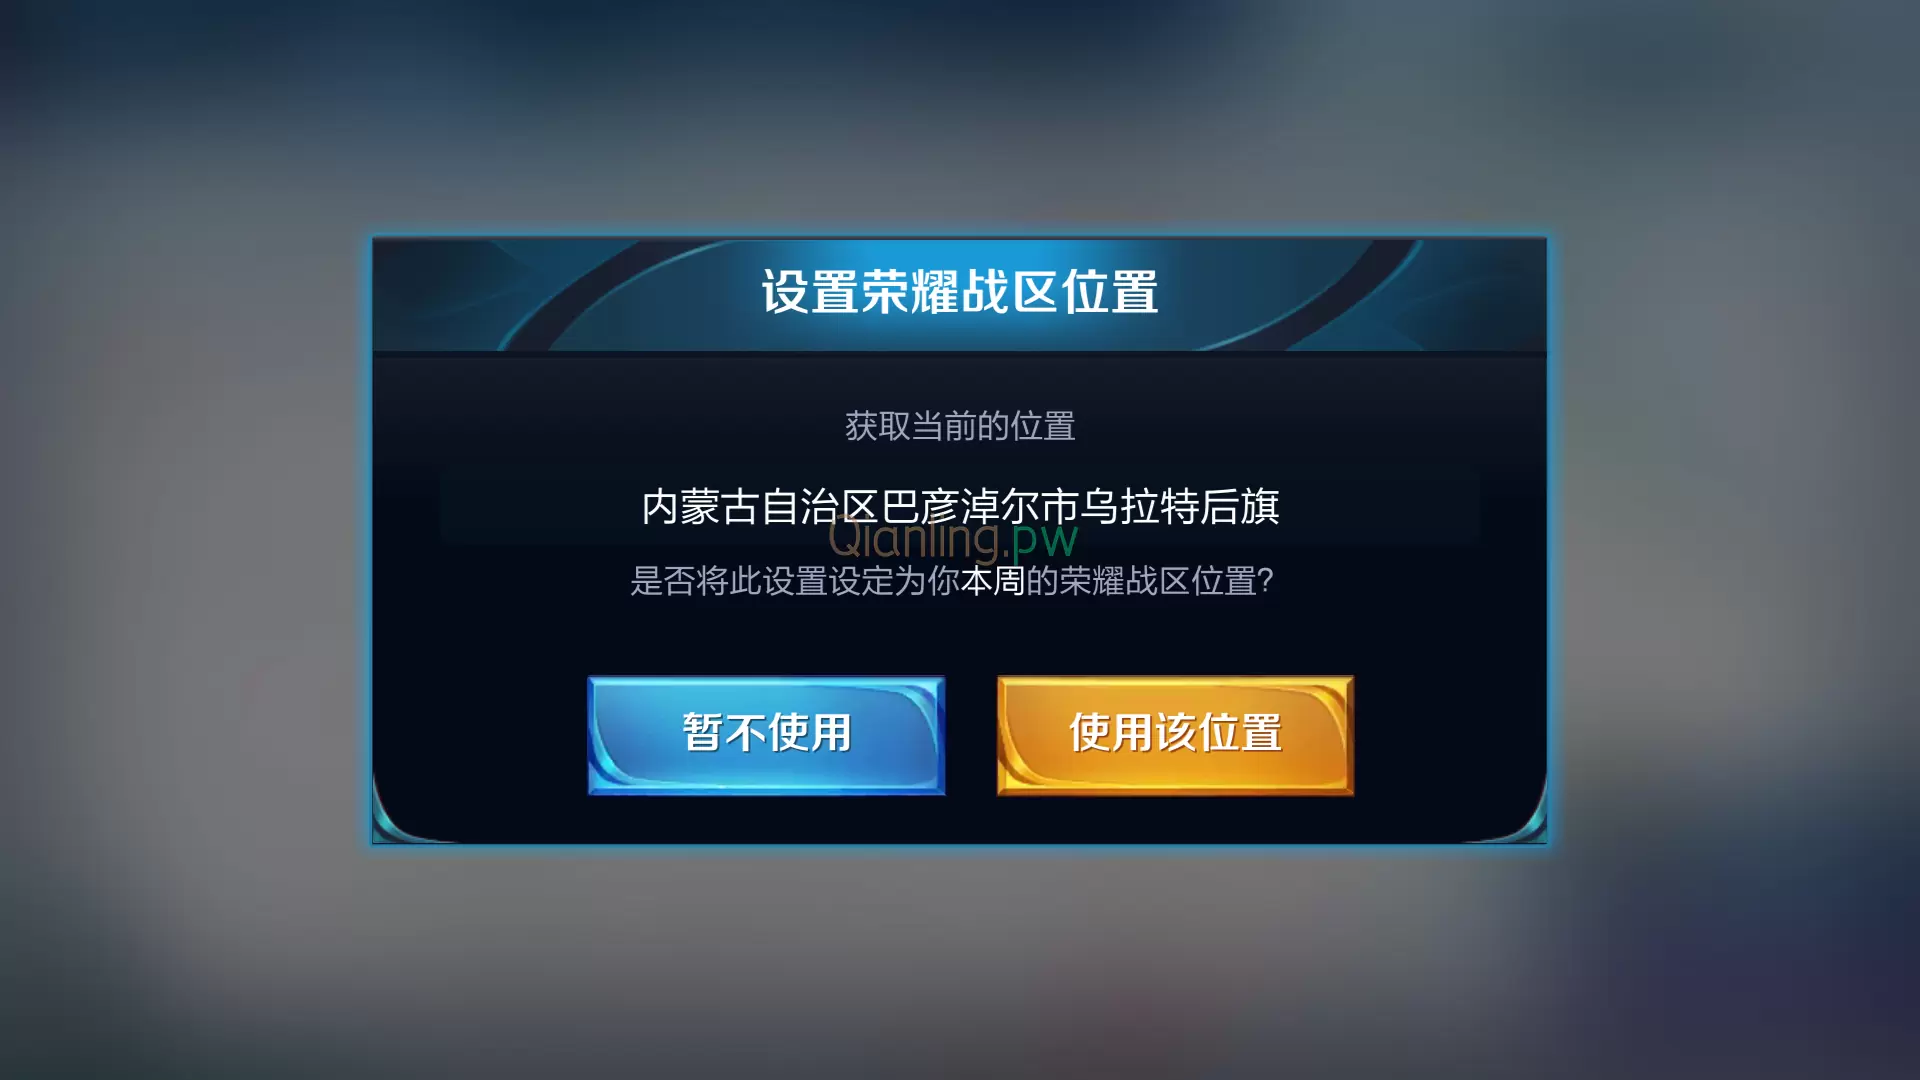 设置荣耀战区位置
获取当前的位置
内蒙古自治区巴彦淖尔市乌拉特后旗
Qianling.pw
是否将此设置设定为你本周的荣耀战区位置?
暂不使用
使用该位置